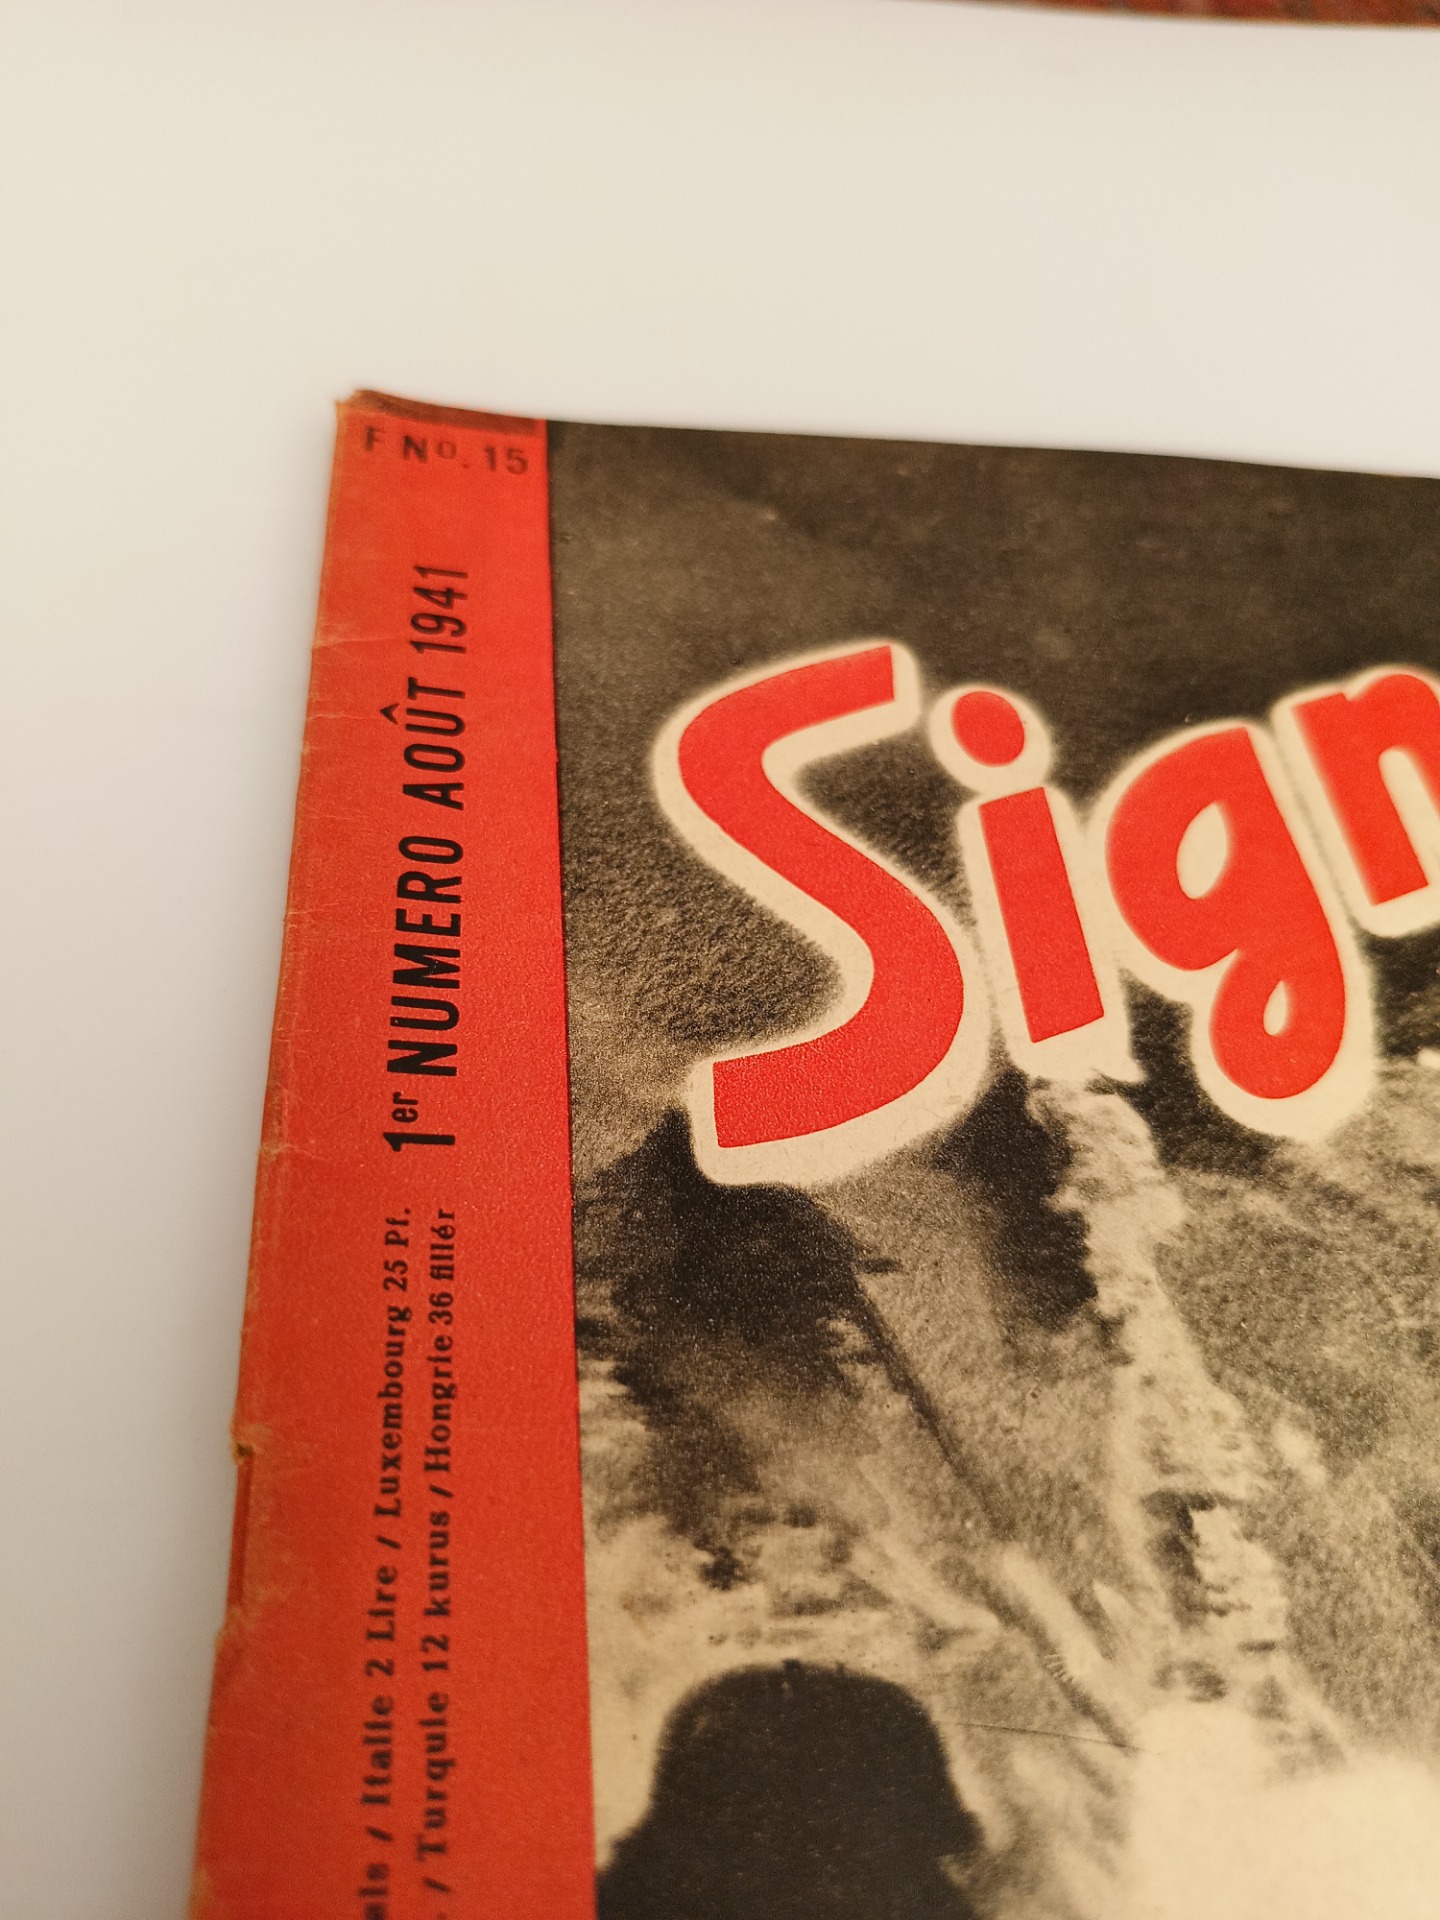 F No. 15
Sign
1er NUMERO AOÛT 1941
/ Italie 2 Lire / Luxembourg 25 Pf.
/ Turquie 12 kurus / Hongrie 36 fillér